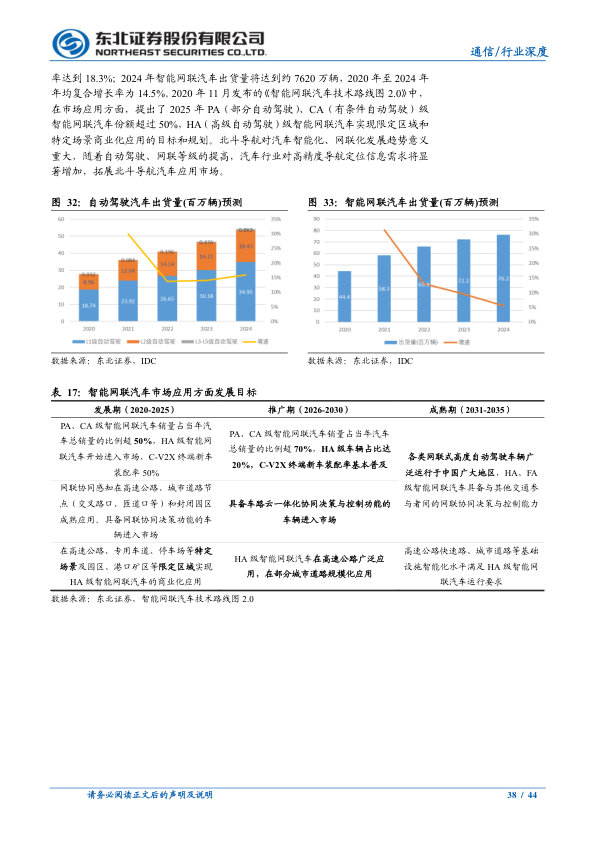 东北证券股份有限公司
NORTHEAST SECURITIES CO.,LTD.
通信/行业深度
率达到 18.3%；2024 年智能网联汽车出货量将达到约 7620 万辆，2020 年至 2024 年
年均复合增长率为 14.5%。2020 年 11 月发布的《智能网联汽车技术路线图 2.0》中，
在市场应用方面，提出了 2025 年 PA（部分自动驾驶）、CA（有条件自动驾驶）级
智能网联汽车份额超过 50%，HA（高级自动驾驶）级智能网联汽车实现限定区域和
特定场景商业化应用的目标和规划。北斗导航对汽车智能化、网联化发展趋势意义
重大，随着自动驾驶、网联等级的提高，汽车行业对高精度导航定位信息需求将显
著增加，拓展北斗导航汽车应用市场。
图 32：自动驾驶汽车出货量(百万辆)预测
60
50
40
30
20
10
0
35%
30%
25%
20%
15%
10%
5%
0%
18.74
23.92
26.65
30.18
34.95
12.04
14.14
16.15
18.43
2020
2021
2022
2023
2024
L1级自动驾驶
L2级自动驾驶
L3-L5级自动驾驶
增速
数据来源：东北证券，IDC
图 33：智能网联汽车出货量(百万辆)预测
90
80
70
60
50
40
30
20
10
0
35%
30%
25%
20%
15%
10%
5%
0%
44.4
58.3
72.2
76.2
2020
2021
2022
2023
2024
出货量(百万辆)
增速
数据来源：东北证券，IDC
表 17：智能网联汽车市场应用方面发展目标
发展期（2020-2025）
推广期（2026-2030）
成熟期（2031-2035）
PA、CA 级智能网联汽车销量占当年汽
车总销量的比例超 50%，HA 级智能网
联汽车开始进入市场，C-V2X 终端新车
装配率 50%
PA、CA 级智能网联汽车销量占当年汽车
总销量的比例超 70%，HA 级车辆占比达
20%，C-V2X 终端新车装配率基本普及
各类网联式高度自动驾驶车辆广
泛运行于中国广大地区，HA、FA
级智能网联汽车具备与其他交通参
与者间的网联协同决策与控制能力
网联协同感知在高速公路、城市道路节
点（交叉路口、匝道口等）和封闭园区
成熟应用。具备网联协同决策功能的车
辆进入市场
具备车路云一体化协同决策与控制功能的
车辆进入市场
在高速公路、专用车道、停车场等特定
场景及园区、港口矿区等限定区域实现
HA 级智能网联汽车的商业化应用
HA 级智能网联汽车在高速公路广泛应
用，在部分城市道路规模化应用
高速公路快速路、城市道路等基础
设施智能化水平满足 HA 级智能网
联汽车运行要求
数据来源：东北证券，智能网联汽车技术路线图 2.0
请务必阅读正文后的声明及说明
38 / 44